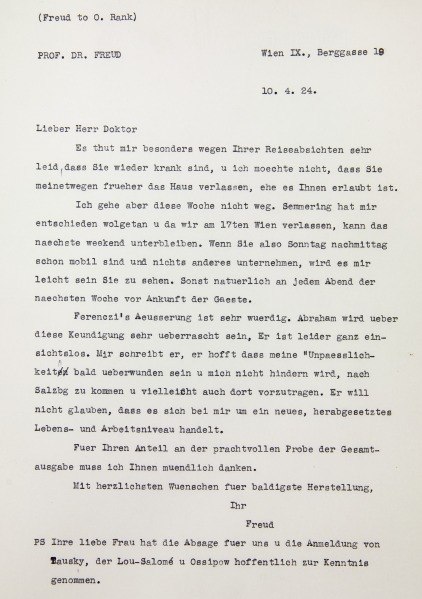 (Freud to O. Rank)
PROF. DR. FREUD
Wien IX., Berggasse 19
10. 4. 24.
Lieber Herr Doktor
Es thut mir besonders wegen Ihrer Reiseabsichten sehr
leid,dass Sie wieder krank sind, u ich moechte nicht, dass Sie
meinetwegen frueher das Haus verlassen, ehe es Ihnen erlaubt ist.
Ich gehe aber diese Woche nicht weg. Semmering hat mir
entschieden wolgetan u da wir am 17ten Wien verlassen, kann das
naechste weekend unterbleiben. Wenn Sie also Sonntag nachmittag
schon mobil sind und nichts anderes unternehmen, wird es mir
leicht sein Sie zu sehen. Sonst natuerlich an jedem Abend der
naechsten Woche vor Ankunft der Gaeste.
Ferenczi's Aeusserung ist sehr wuerdig. Abraham wird ueber
diese Keundigung sehr ueberrascht sein, Er ist leider ganz ein-
sichtslos. Mir schreibt er, er hofft dass meine "Unpaesslich-
keit bald ueberwunden sein u mich nicht hindern wird, nach
Salzbg zu kommen u vielleicht auch dort vorzutragen. Er will
nicht glauben, dass es sich bei mir um ein neues, herabgesetztes
Lebens- und Arbeitsniveau handelt.
Fuer Ihren Anteil an der prachtvollen Probe der Gesamt-
ausgabe muss ich Ihnen muendlich danken.
Mit herzlichsten Wuenschen fuer baldigste Herstellung,
Ihr
Freud
PS Ihre liebe Frau hat die Absage fuer uns u die Anmeldung von
Tausky, der Lou-Salomé u Ossipow hoffentlich zur Kenntnis
genommen.